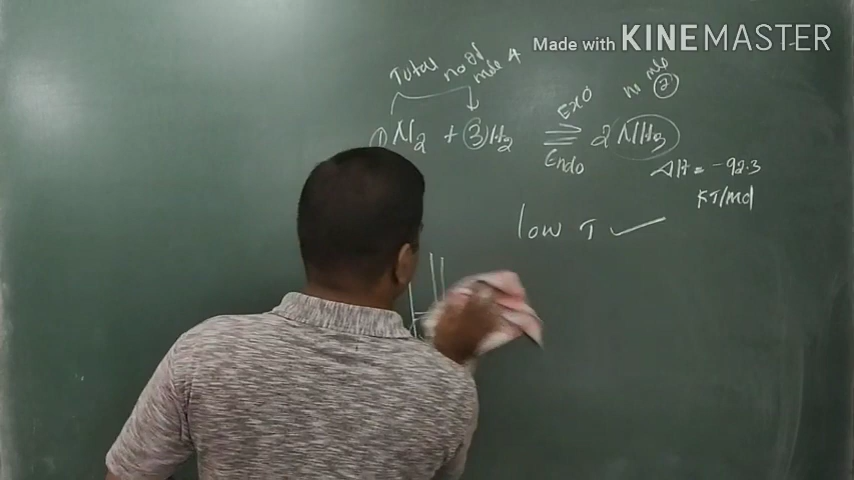 Made with KINEMASTER
Total no of mole 4
no mole 2
Exo
1 N2 + 3 H2 ⇌ 2 NH3
Endo
ΔH = -92.3
KJ/mol
low T ✓